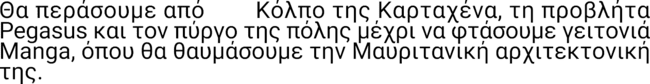 Θα περάσουμε από Κόλπο της Καρταχένα, τη προβλήτα
Pegasus και τον πύργο της πόλης μέχρι να φτάσουμε γειτονιά
Manga, όπου θα θαυμάσουμε την Μαυριτανική αρχιτεκτονική
της.